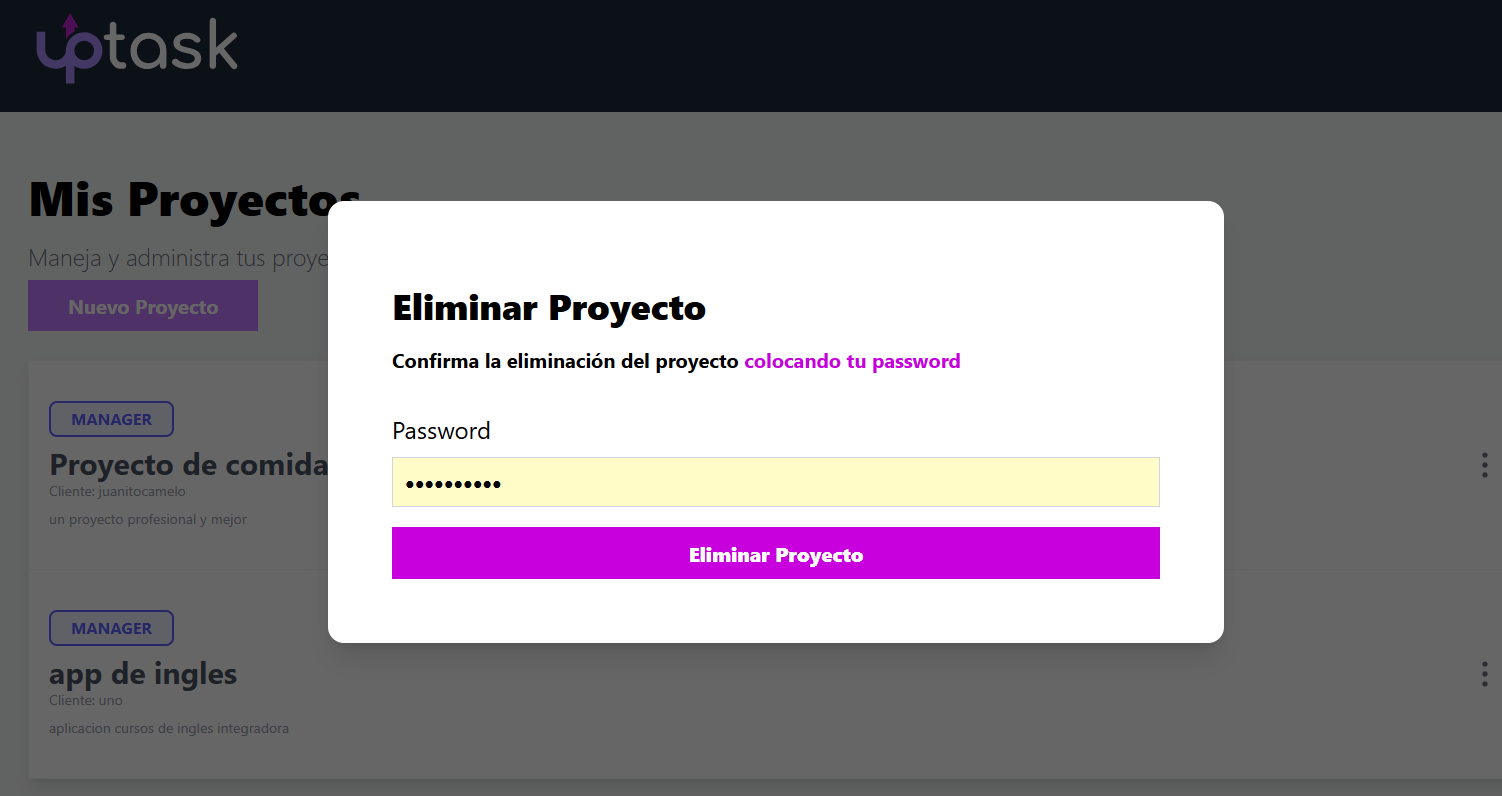 uptask
Mis Proyectos
Maneja y administra tus proye
Nuevo Proyecto
MANAGER
Proyecto de comida
Cliente: juanitocamelo
un proyecto profesional y mejor
MANAGER
app de ingles
Cliente: uno
aplicacion cursos de ingles integradora
Eliminar Proyecto
Confirma la eliminación del proyecto colocando tu password
Password
••••••••••
Eliminar Proyecto